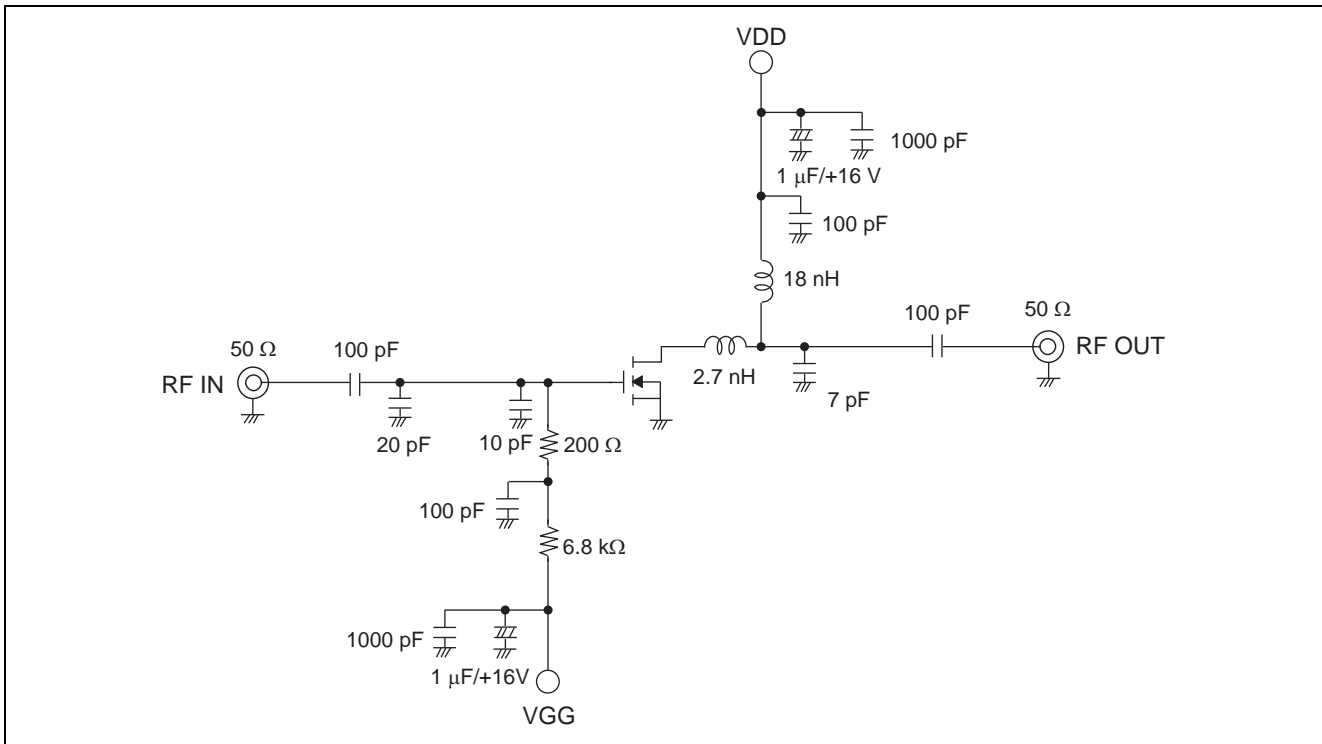 VDD
1000 pF
1 μF/+16 V
100 pF
18 nH
100 pF
50 Ω
RF OUT
50 Ω
100 pF
RF IN
2.7 nH
7 pF
20 pF
10 pF
200 Ω
100 pF
6.8 kΩ
1000 pF
1 μF/+16V
VGG